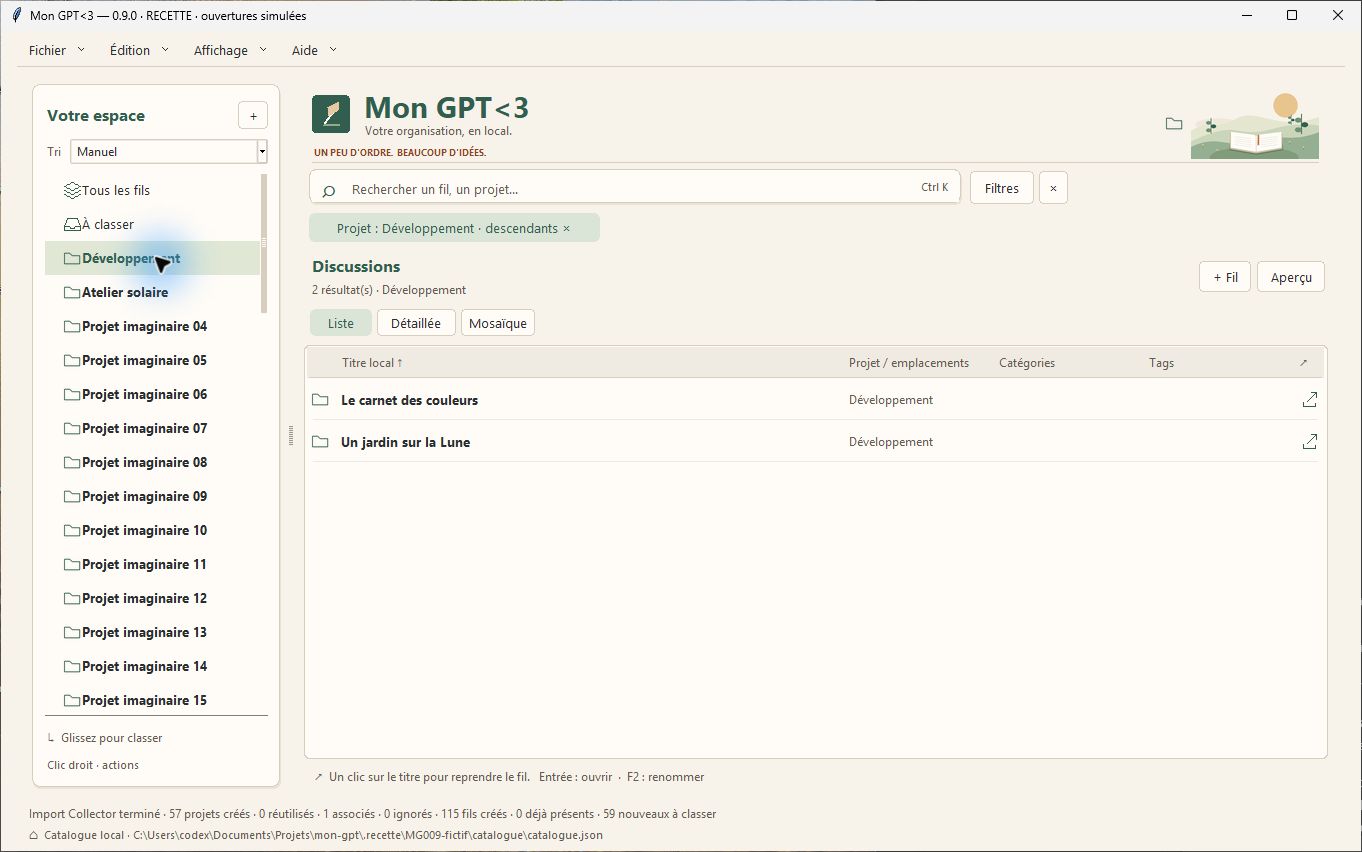 Mon GPT<3 — 0.9.0 · RECETTE · ouvertures simulées
Fichier Édition Affichage Aide
Votre espace +
Tri Manuel
Tous les fils
À classer
Développement
Atelier solaire
Projet imaginaire 04
Projet imaginaire 05
Projet imaginaire 06
Projet imaginaire 07
Projet imaginaire 08
Projet imaginaire 09
Projet imaginaire 10
Projet imaginaire 11
Projet imaginaire 12
Projet imaginaire 13
Projet imaginaire 14
Projet imaginaire 15
↳ Glissez pour classer
Clic droit · actions
Mon GPT<3
Votre organisation, en local.
UN PEU D'ORDRE. BEAUCOUP D'IDÉES.
Rechercher un fil, un projet... Ctrl K Filtres ×
Projet : Développement · descendants ×
Discussions
2 résultat(s) · Développement
+ Fil Aperçu
Liste Détaillée Mosaïque
Titre local ↑ Projet / emplacements Catégories Tags ↗
Le carnet des couleurs Développement
Un jardin sur la Lune Développement
↗ Un clic sur le titre pour reprendre le fil. Entrée : ouvrir · F2 : renommer
Import Collector terminé · 57 projets créés · 0 réutilisés · 1 associés · 0 ignorés · 115 fils créés · 0 déjà présents · 59 nouveaux à classer
⌂ Catalogue local · C:\Users\codex\Documents\Projets\mon-gpt\.recette\MG009-fictif\catalogue\catalogue.json